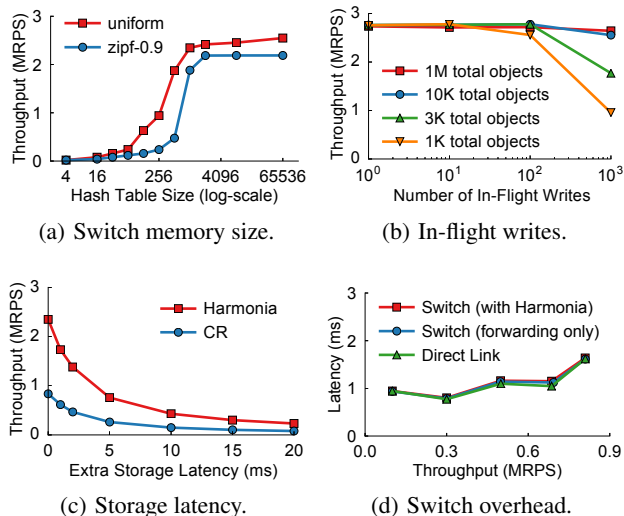 3
2
1
0
Throughput (MRPS)
uniform
zipf-0.9
4 16 256 4096 65536
Hash Table Size (log-scale)
(a) Switch memory size.
3
2
1
0
Throughput (MRPS)
1M total objects
10K total objects
3K total objects
1K total objects
10^0 10^1 10^2 10^3
Number of In-Flight Writes
(b) In-flight writes.
3
2
1
0
Throughput (MRPS)
Harmonia
CR
0 5 10 15 20
Extra Storage Latency (ms)
(c) Storage latency.
3
2
1
0
Latency (ms)
Switch (with Harmonia)
Switch (forwarding only)
Direct Link
0.0 0.3 0.6 0.9
Throughput (MRPS)
(d) Switch overhead.